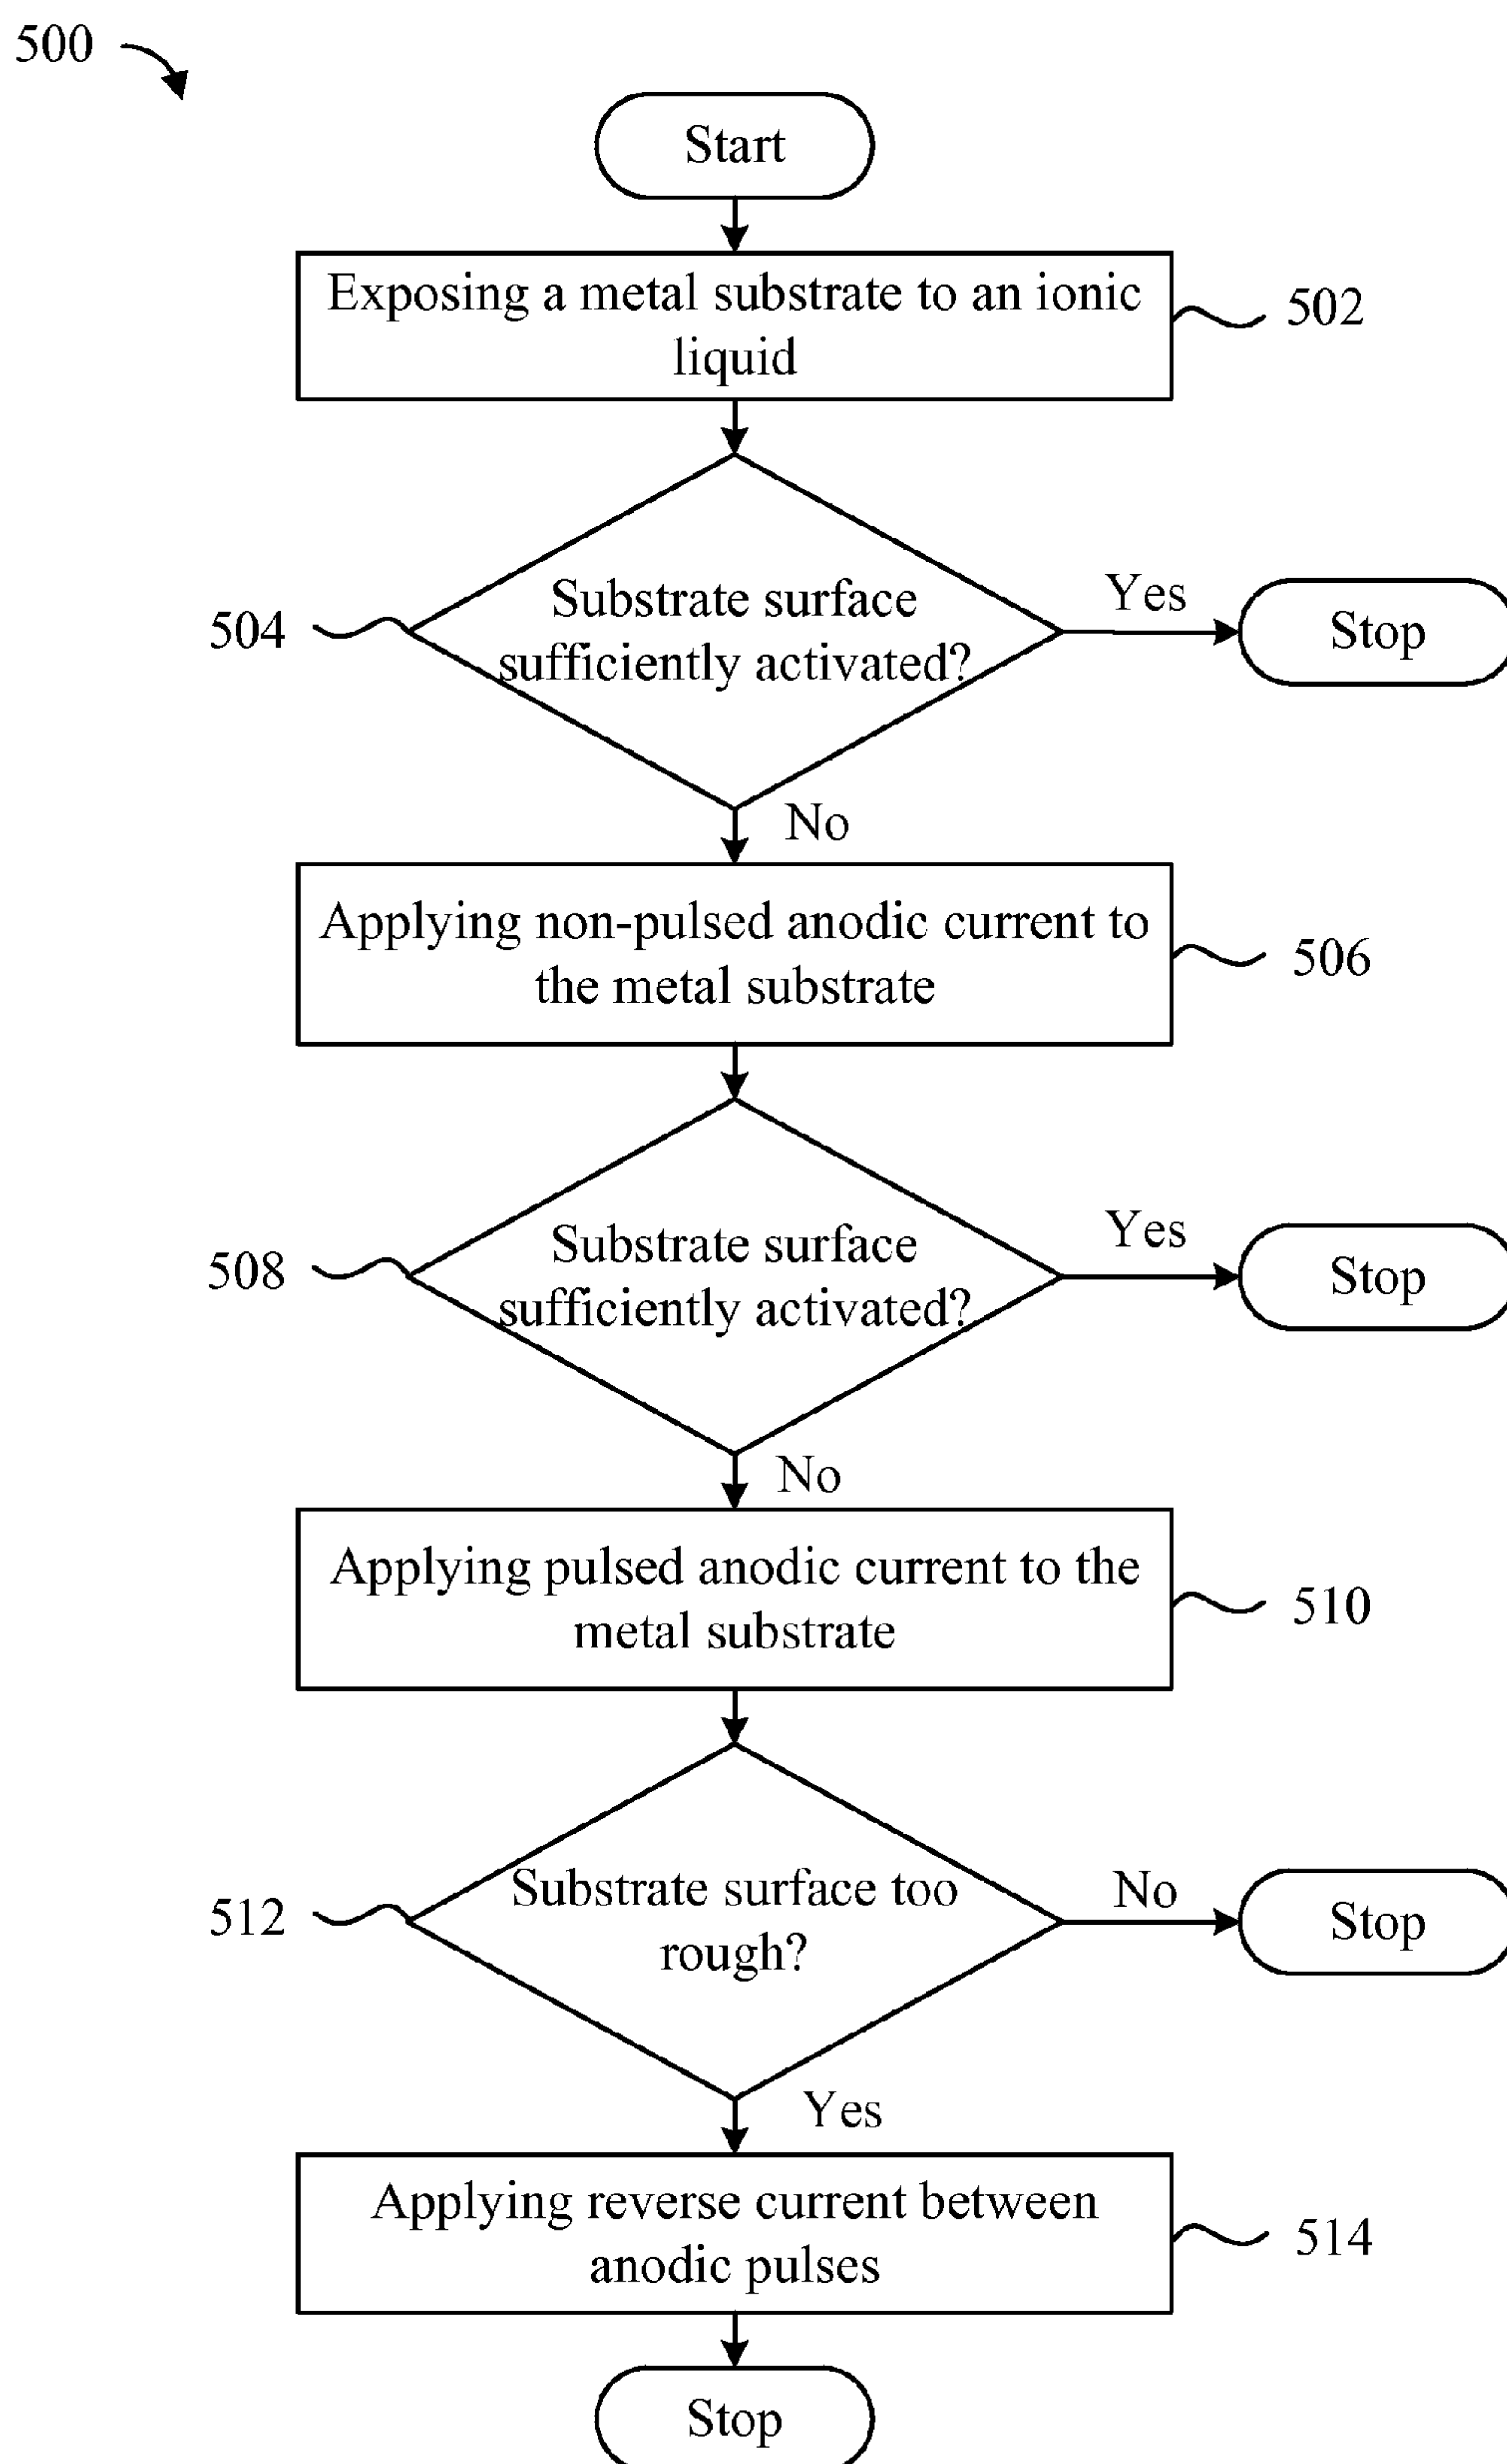 500
Start
Exposing a metal substrate to an ionic
liquid
502
Substrate surface
sufficiently activated?
504
Yes
Stop
No
Applying non-pulsed anodic current to
the metal substrate
506
Substrate surface
sufficiently activated?
508
Yes
Stop
No
Applying pulsed anodic current to the
metal substrate
510
Substrate surface too
rough?
512
No
Stop
Yes
Applying reverse current between
anodic pulses
514
Stop